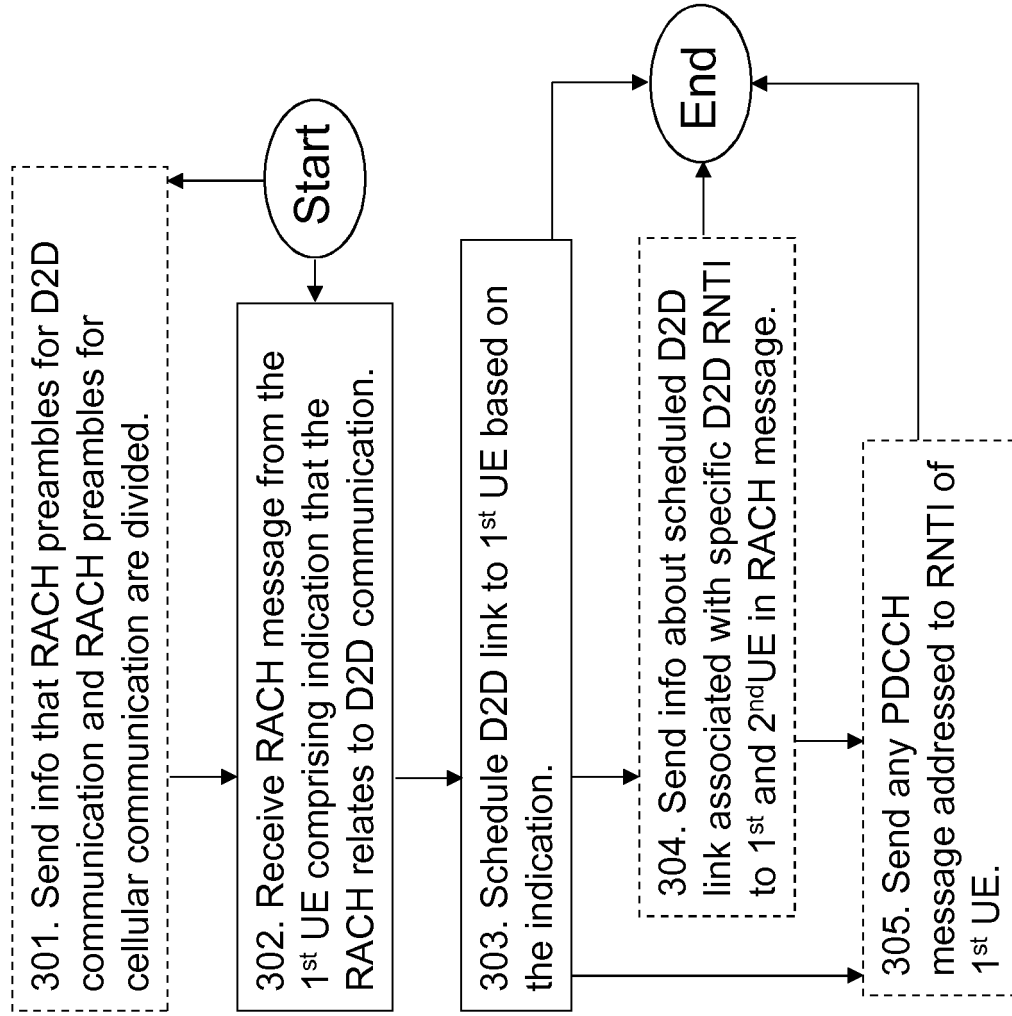 Start
301. Send info that RACH preambles for D2D
communication and RACH preambles for
cellular communication are divided.
302. Receive RACH message from the
1st UE comprising indication that the
RACH relates to D2D communication.
303. Schedule D2D link to 1st UE based on
the indication.
304. Send info about scheduled D2D
link associated with specific D2D RNTI
to 1st and 2ndUE in RACH message.
305. Send any PDCCH
message addressed to RNTI of
1st UE.
End